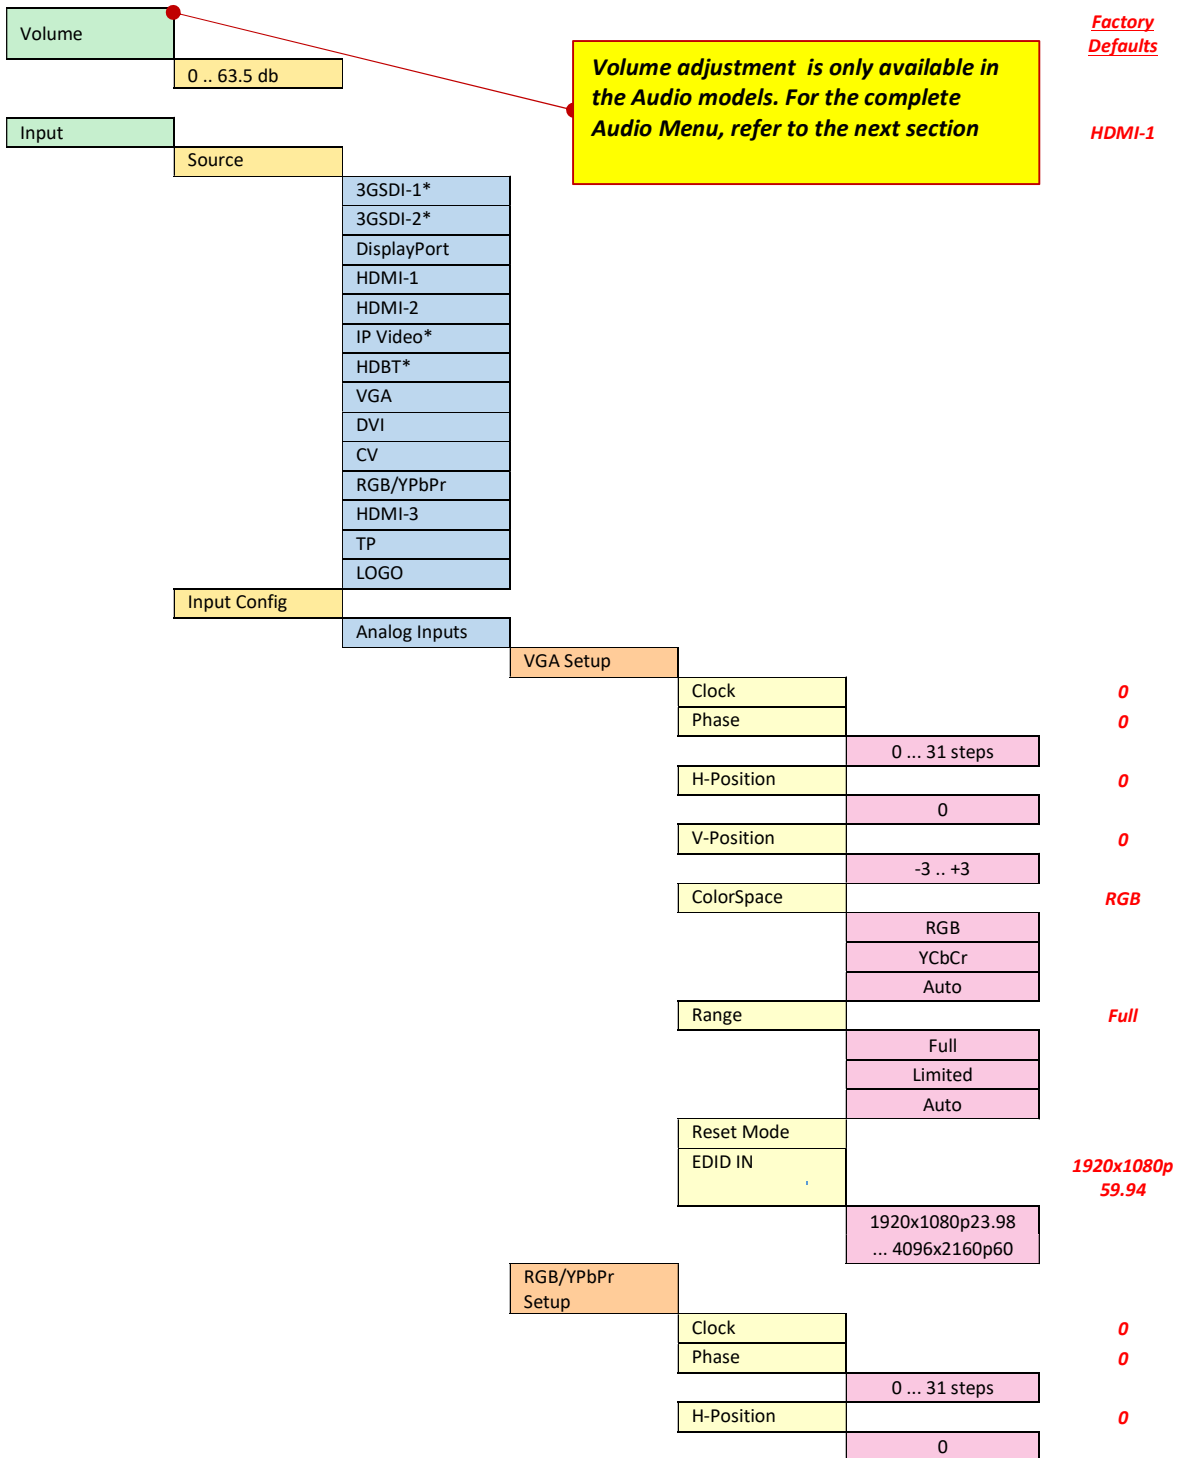 Volume
Factory
Defaults
0 .. 63.5 db
Volume adjustment  is only available in
the Audio models. For the complete
Audio Menu, refer to the next section
Input
HDMI-1
Source
3GSDI-1*
3GSDI-2*
DisplayPort
HDMI-1
HDMI-2
IP Video*
HDBT*
VGA
DVI
CV
RGB/YPbPr
HDMI-3
TP
LOGO
Input Config
Analog Inputs
VGA Setup
Clock
0
Phase
0
0 ... 31 steps
H-Position
0
0
V-Position
0
-3 .. +3
ColorSpace
RGB
RGB
YCbCr
Auto
Range
Full
Full
Limited
Auto
Reset Mode
EDID IN
1920x1080p
59.94
1920x1080p23.98
... 4096x2160p60
RGB/YPbPr
Setup
Clock
0
Phase
0
0 ... 31 steps
H-Position
0
0